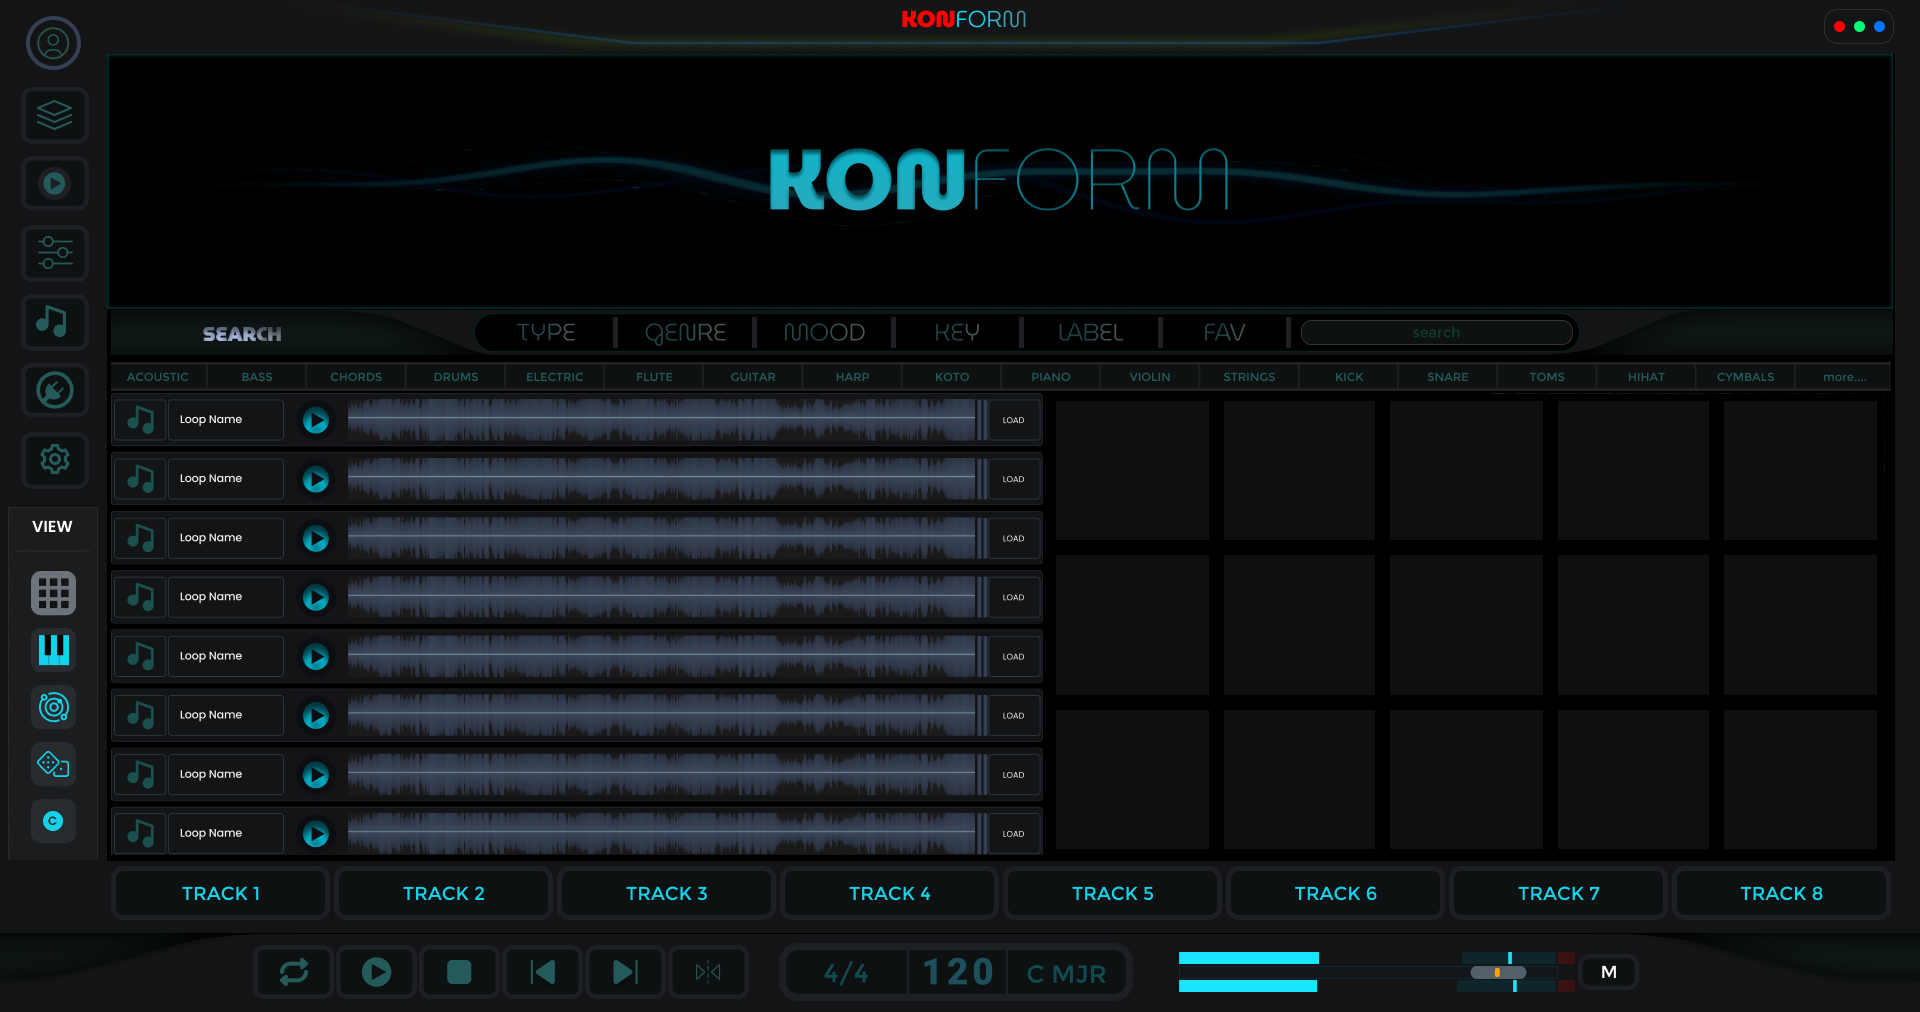 KONFORM
KONFORM
SEARCH
TYPE
GENRE
MOOD
KEY
LABEL
FAV
search
ACOUSTIC
BASS
CHORDS
DRUMS
ELECTRIC
FLUTE
GUITAR
HARP
KOTO
PIANO
VIOLIN
STRINGS
KICK
SNARE
TOMS
HIHAT
CYMBALS
more....
Loop Name
LOAD
Loop Name
LOAD
Loop Name
LOAD
Loop Name
LOAD
Loop Name
LOAD
Loop Name
LOAD
Loop Name
LOAD
Loop Name
LOAD
VIEW
C
TRACK 1
TRACK 2
TRACK 3
TRACK 4
TRACK 5
TRACK 6
TRACK 7
TRACK 8
4/4
120
C MJR
M